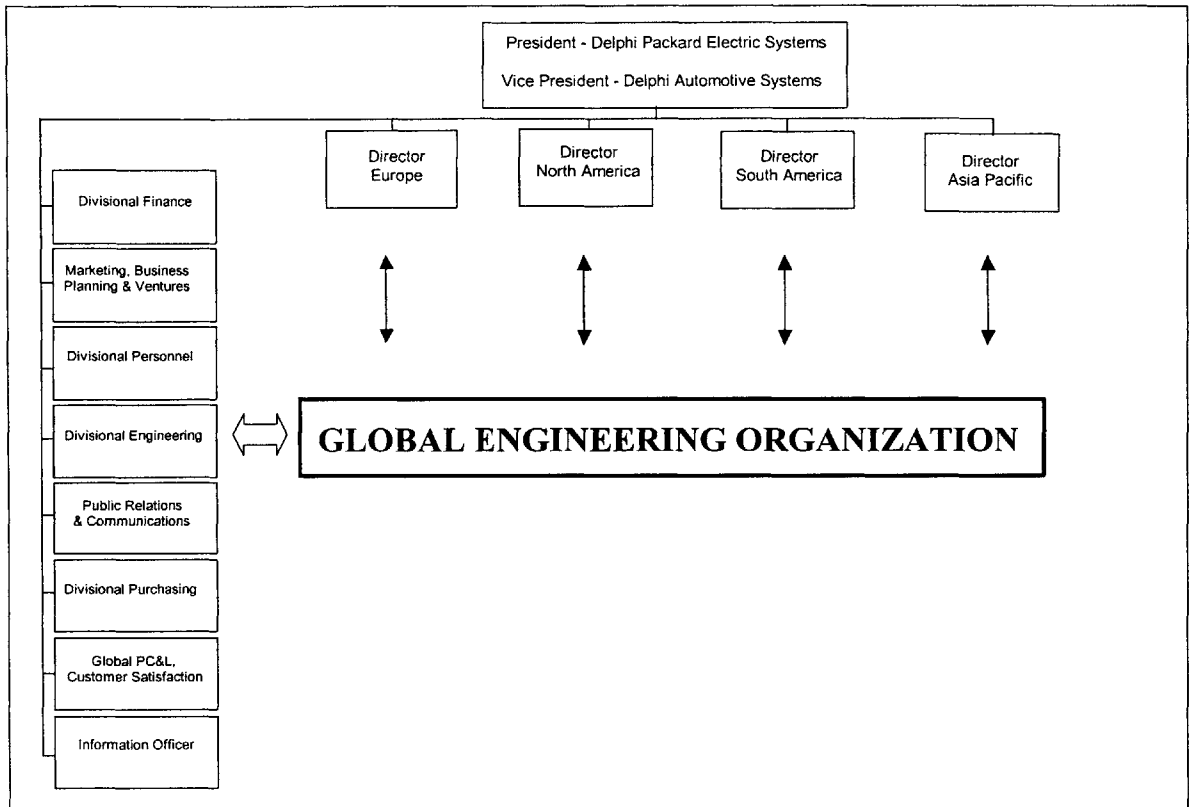 President - Delphi Packard Electric Systems
Vice President - Delphi Automotive Systems
Director
Europe
Director
North America
Director
South America
Director
Asia Pacific
Divisional Finance
Marketing, Business
Planning & Ventures
Divisional Personnel
Divisional Engineering
GLOBAL ENGINEERING ORGANIZATION
Public Relations
& Communications
Divisional Purchasing
Global PC&L,
Customer Satisfaction
Information Officer